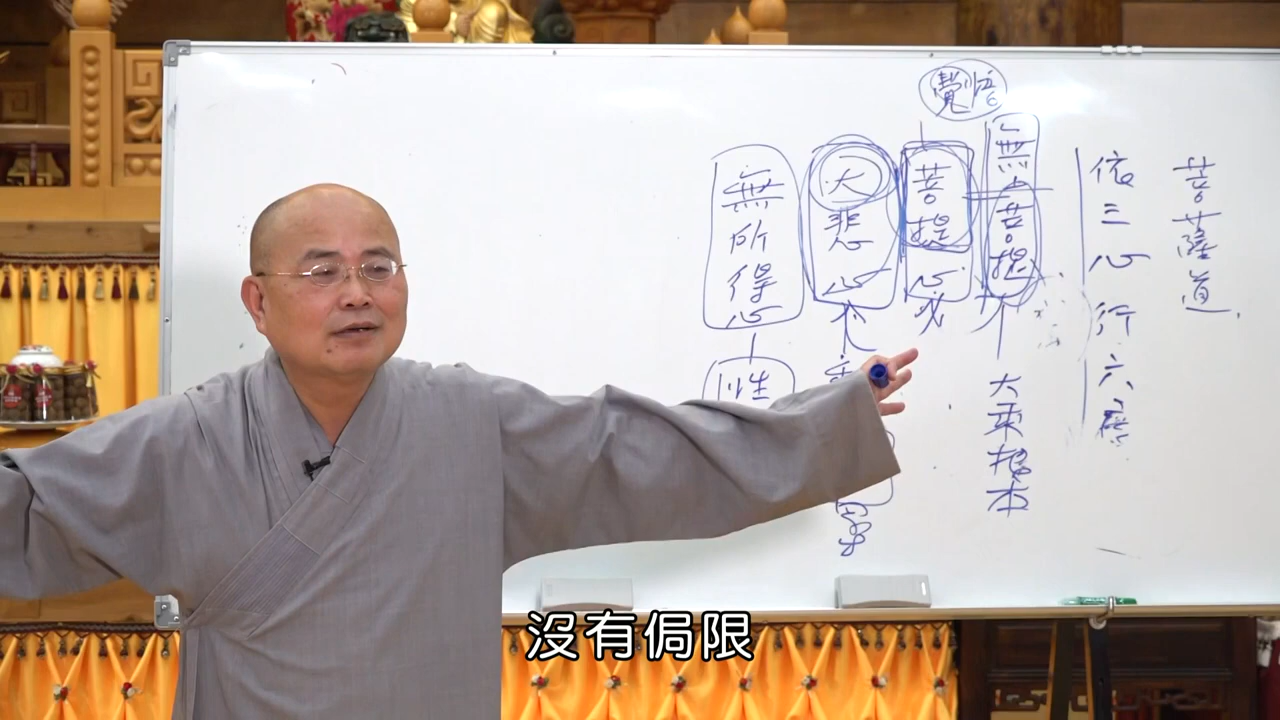 菩薩道
依三心行六度
覺悟
無上菩提
大乘根本
菩提心
大悲心
無所得心
性
沒有侷限